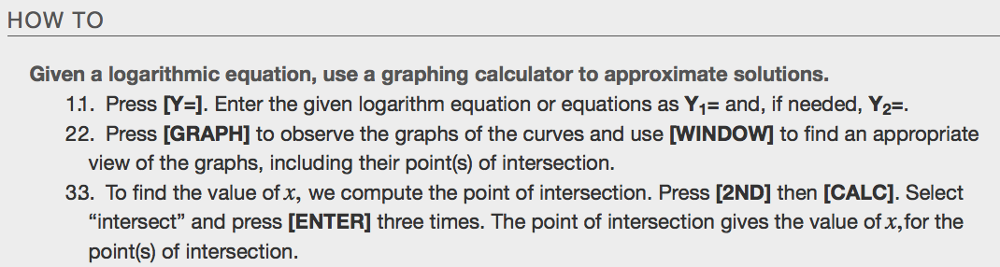 HOW TO
Given a logarithmic equation, use a graphing calculator to approximate solutions.
11. Press [Y=]. Enter the given logarithm equation or equations as Y₁= and, if needed, Y₂=.
22. Press [GRAPH] to observe the graphs of the curves and use [WINDOW] to find an appropriate
view of the graphs, including their point(s) of intersection.
33. To find the value of x, we compute the point of intersection. Press [2ND] then [CALC]. Select
“intersect” and press [ENTER] three times. The point of intersection gives the value of x,for the
point(s) of intersection.